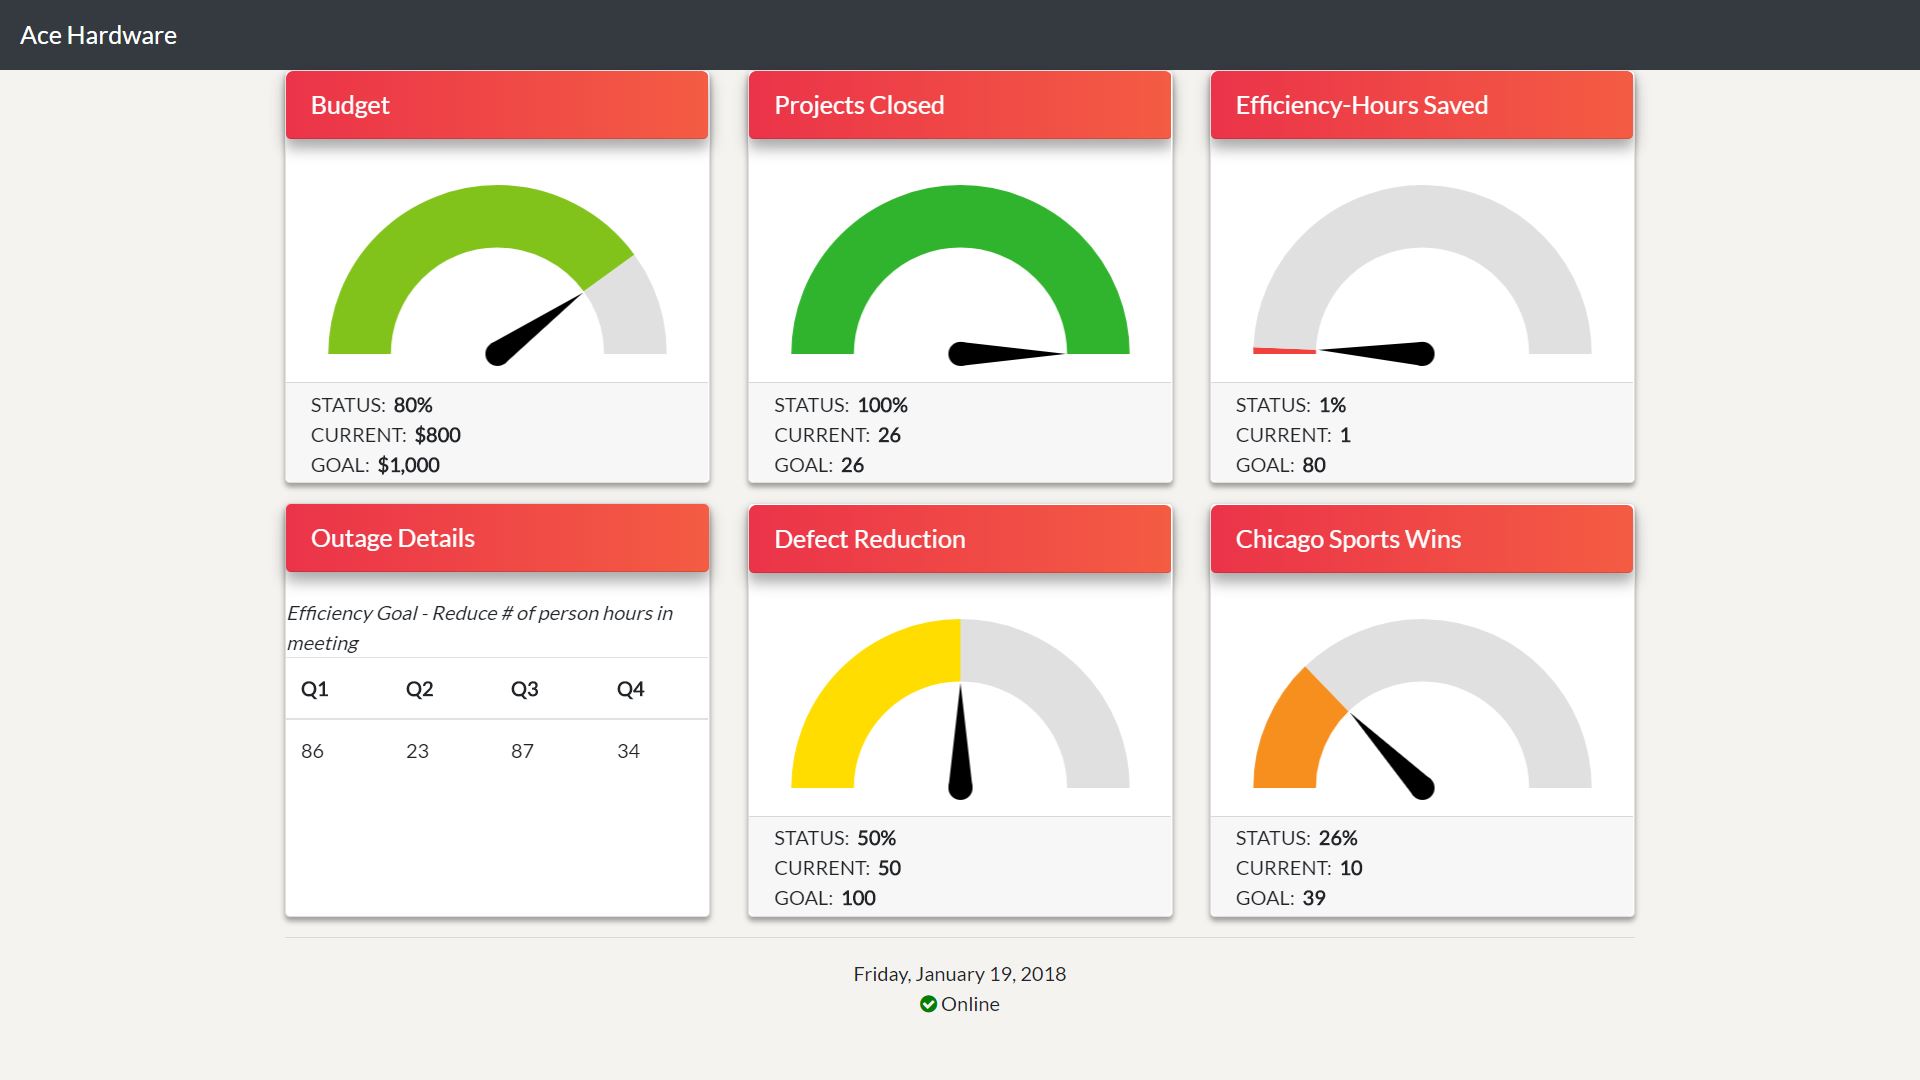 Ace Hardware
Budget
STATUS: 80%
CURRENT: $800
GOAL: $1,000
Projects Closed
STATUS: 100%
CURRENT: 26
GOAL: 26
Efficiency-Hours Saved
STATUS: 1%
CURRENT: 1
GOAL: 80
Outage Details
Efficiency Goal - Reduce # of person hours in
meeting
Q1 Q2 Q3 Q4
86 23 87 34
Defect Reduction
STATUS: 50%
CURRENT: 50
GOAL: 100
Chicago Sports Wins
STATUS: 26%
CURRENT: 10
GOAL: 39
Friday, January 19, 2018
Online